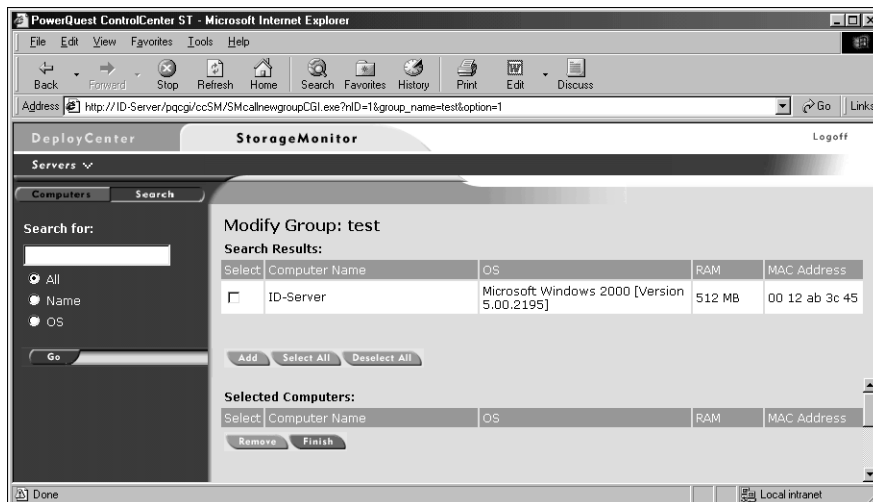 PowerQuest ControlCenter ST - Microsoft Internet Explorer
File Edit View Favorites Tools Help
Back Forward Stop Refresh Home Search Favorites History Print Edit Discuss
Address http://ID-Server/pqcgi/ccSM/SMcallnewgroupCGI.exe?nID=1&group_name=test&option=1 Go Links
DeployCenter StorageMonitor Logoff
Servers
Computers Search
Search for:
All
Name
OS
Go
Modify Group: test
Search Results:
Select Computer Name OS RAM MAC Address
ID-Server Microsoft Windows 2000 [Version 5.00.2195] 512 MB 00 12 ab 3c 45
Add Select All Deselect All
Selected Computers:
Select Computer Name OS RAM MAC Address
Remove Finish
Done Local intranet